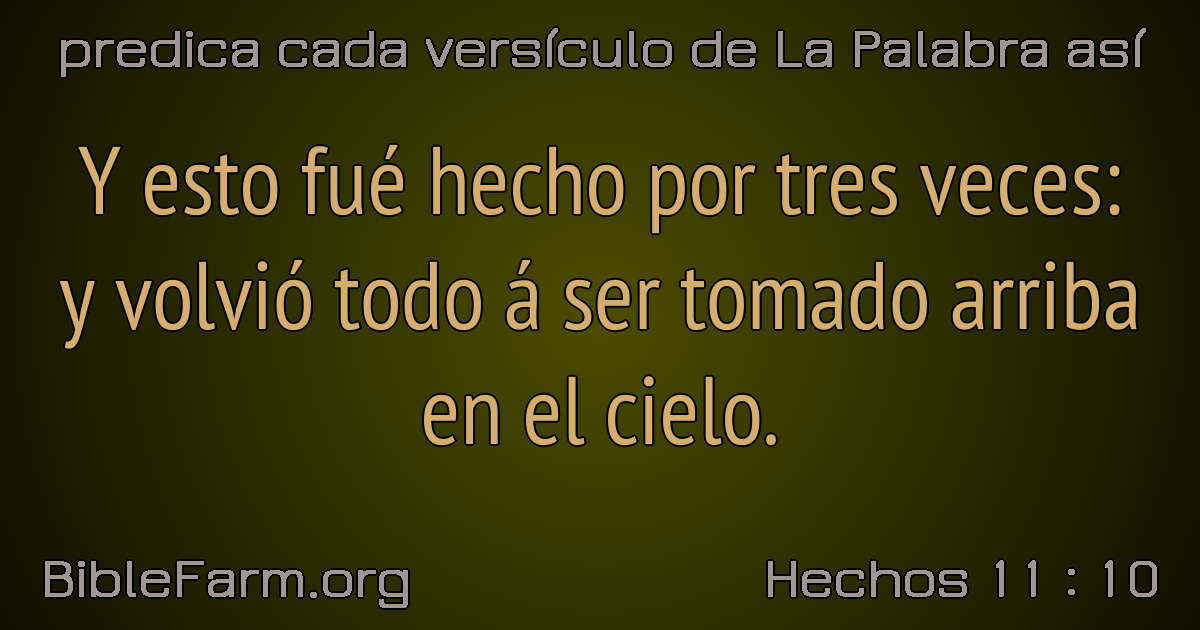 predica cada versículo de La Palabra así
Y esto fué hecho por tres veces:
y volvió todo á ser tomado arriba
en el cielo.
BibleFarm.org
Hechos 11 : 10